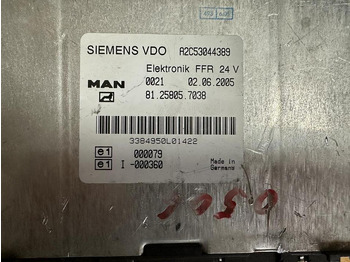 SIEMENS VDO A2C53044389
Elektronik FFR 24 V
MAN 0021 02.06.2005
81.25805.7038
3384950L01422
e1 000079
e1 I -000360
Made in
Germany